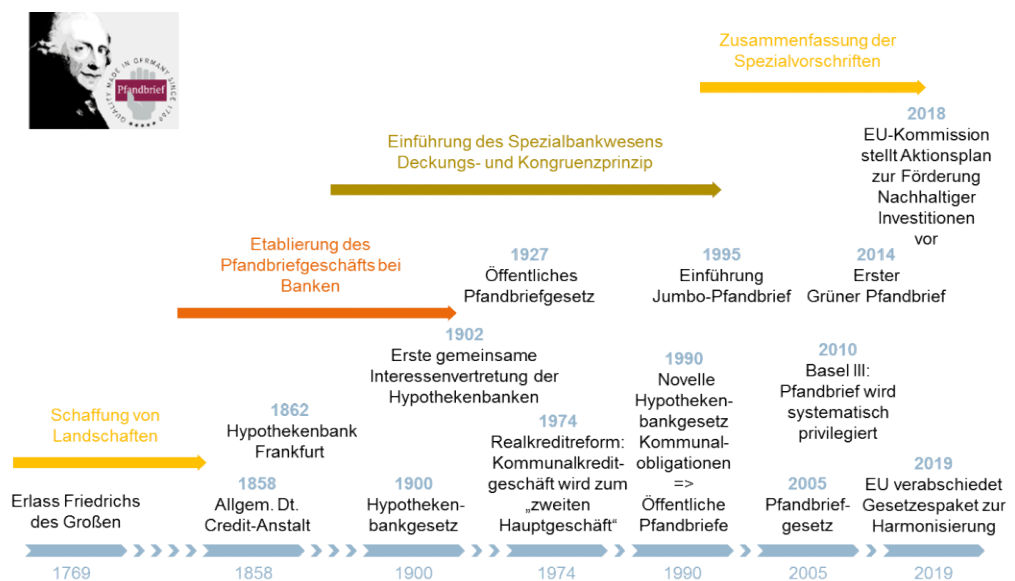 QUALITY MADE IN GERMANY SINCE 1769
Pfandbrief
Zusammenfassung der
Spezialvorschriften
2018
EU-Kommission
stellt Aktionsplan
zur Förderung
Nachhaltiger
Investitionen
vor
Einführung des Spezialbankwesens
Deckungs- und Kongruenzprinzip
Etablierung des
Pfandbriefgeschäfts bei
Banken
1927
Öffentliches
Pfandbriefgesetz
1995
Einführung
Jumbo-Pfandbrief
2014
Erster
Grüner Pfandbrief
1902
Erste gemeinsame
Interessenvertretung der
Hypothekenbanken
1990
Novelle
Hypotheken-
bankgesetz
Kommunal-
obligationen
=>
Öffentliche
Pfandbriefe
2010
Basel III:
Pfandbrief wird
systematisch
privilegiert
Schaffung von
Landschaften
1862
Hypothekenbank
Frankfurt
1974
Realkreditreform:
Kommunalkredit-
geschäft wird zum
„zweiten
Hauptgeschäft“
Erlass Friedrichs
des Großen
1858
Allgem. Dt.
Credit-Anstalt
1900
Hypotheken-
bankgesetz
2005
Pfandbrief-
gesetz
2019
EU verabschiedet
Gesetzespaket zur
Harmonisierung
1769
1858
1900
1974
1990
2005
2019